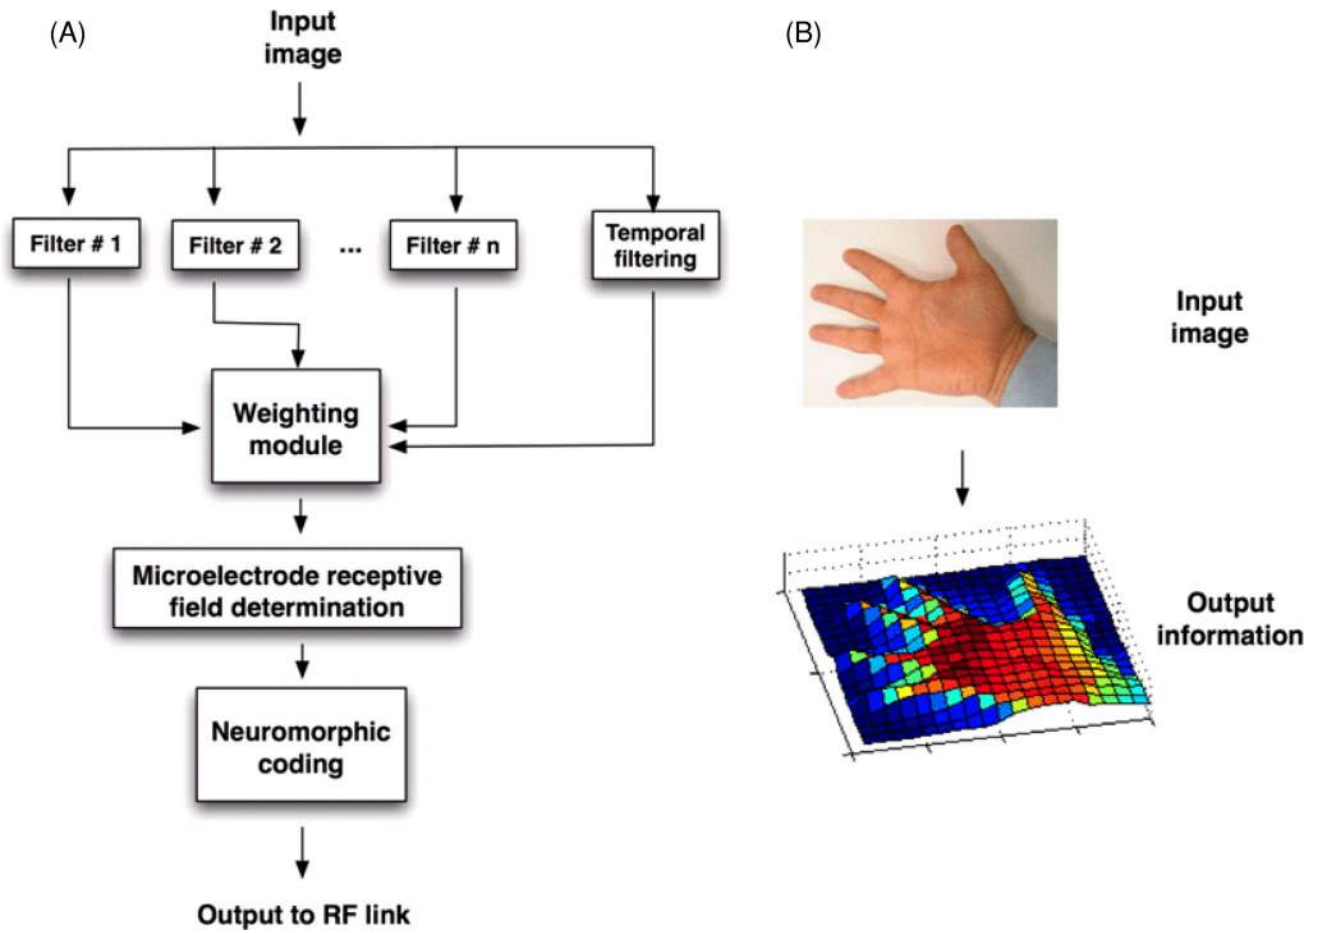 (A)
Input
image
Filter # 1
Filter # 2
...
Filter # n
Temporal
filtering
Weighting
module
Microelectrode receptive
field determination
Neuromorphic
coding
Output to RF link
(B)
Input
image
Output
information